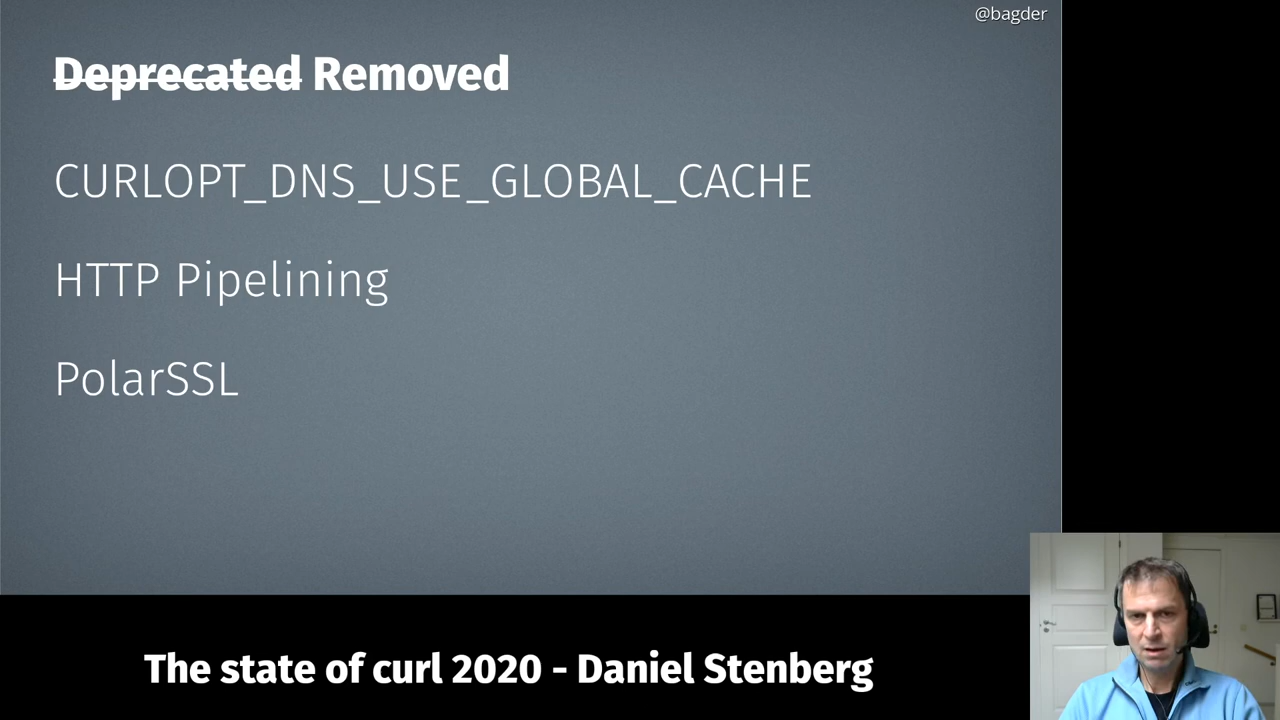 @bagder
Deprecated Removed
CURLOPT_DNS_USE_GLOBAL_CACHE
HTTP Pipelining
PolarSSL
The state of curl 2020 - Daniel Stenberg